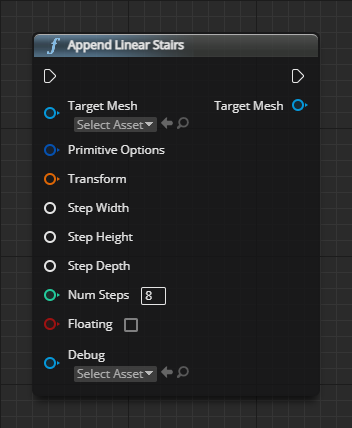 f Append Linear Stairs
Target Mesh Target Mesh
Select Asset
Primitive Options
Transform
Step Width
Step Height
Step Depth
Num Steps 8
Floating
Debug
Select Asset